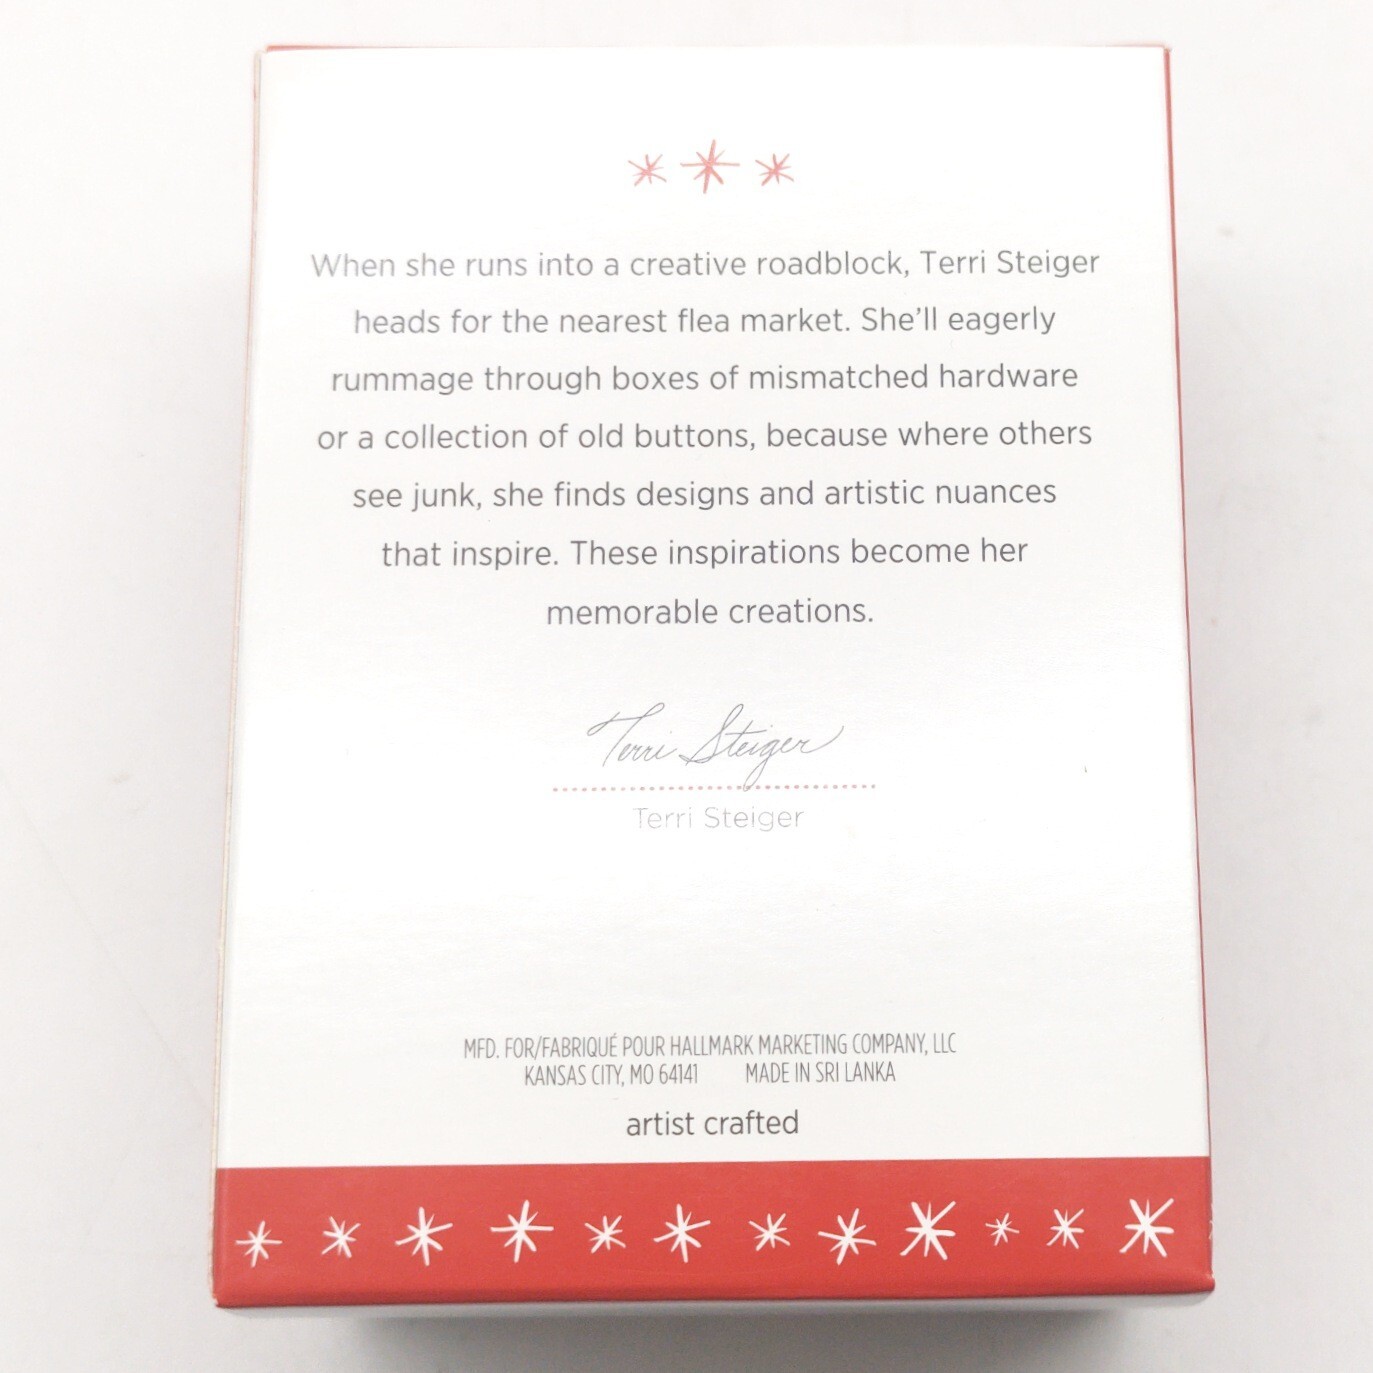 When she runs into a creative roadblock, Terri Steiger
heads for the nearest flea market. She’ll eagerly
rummage through boxes of mismatched hardware
or a collection of old buttons, because where others
see junk, she finds designs and artistic nuances
that inspire. These inspirations become her
memorable creations.
Terri Steiger
Terri Steiger
MFD. FOR/FABRIQUÉ POUR HALLMARK MARKETING COMPANY, LLC
KANSAS CITY, MO 64141 MADE IN SRI LANKA
artist crafted